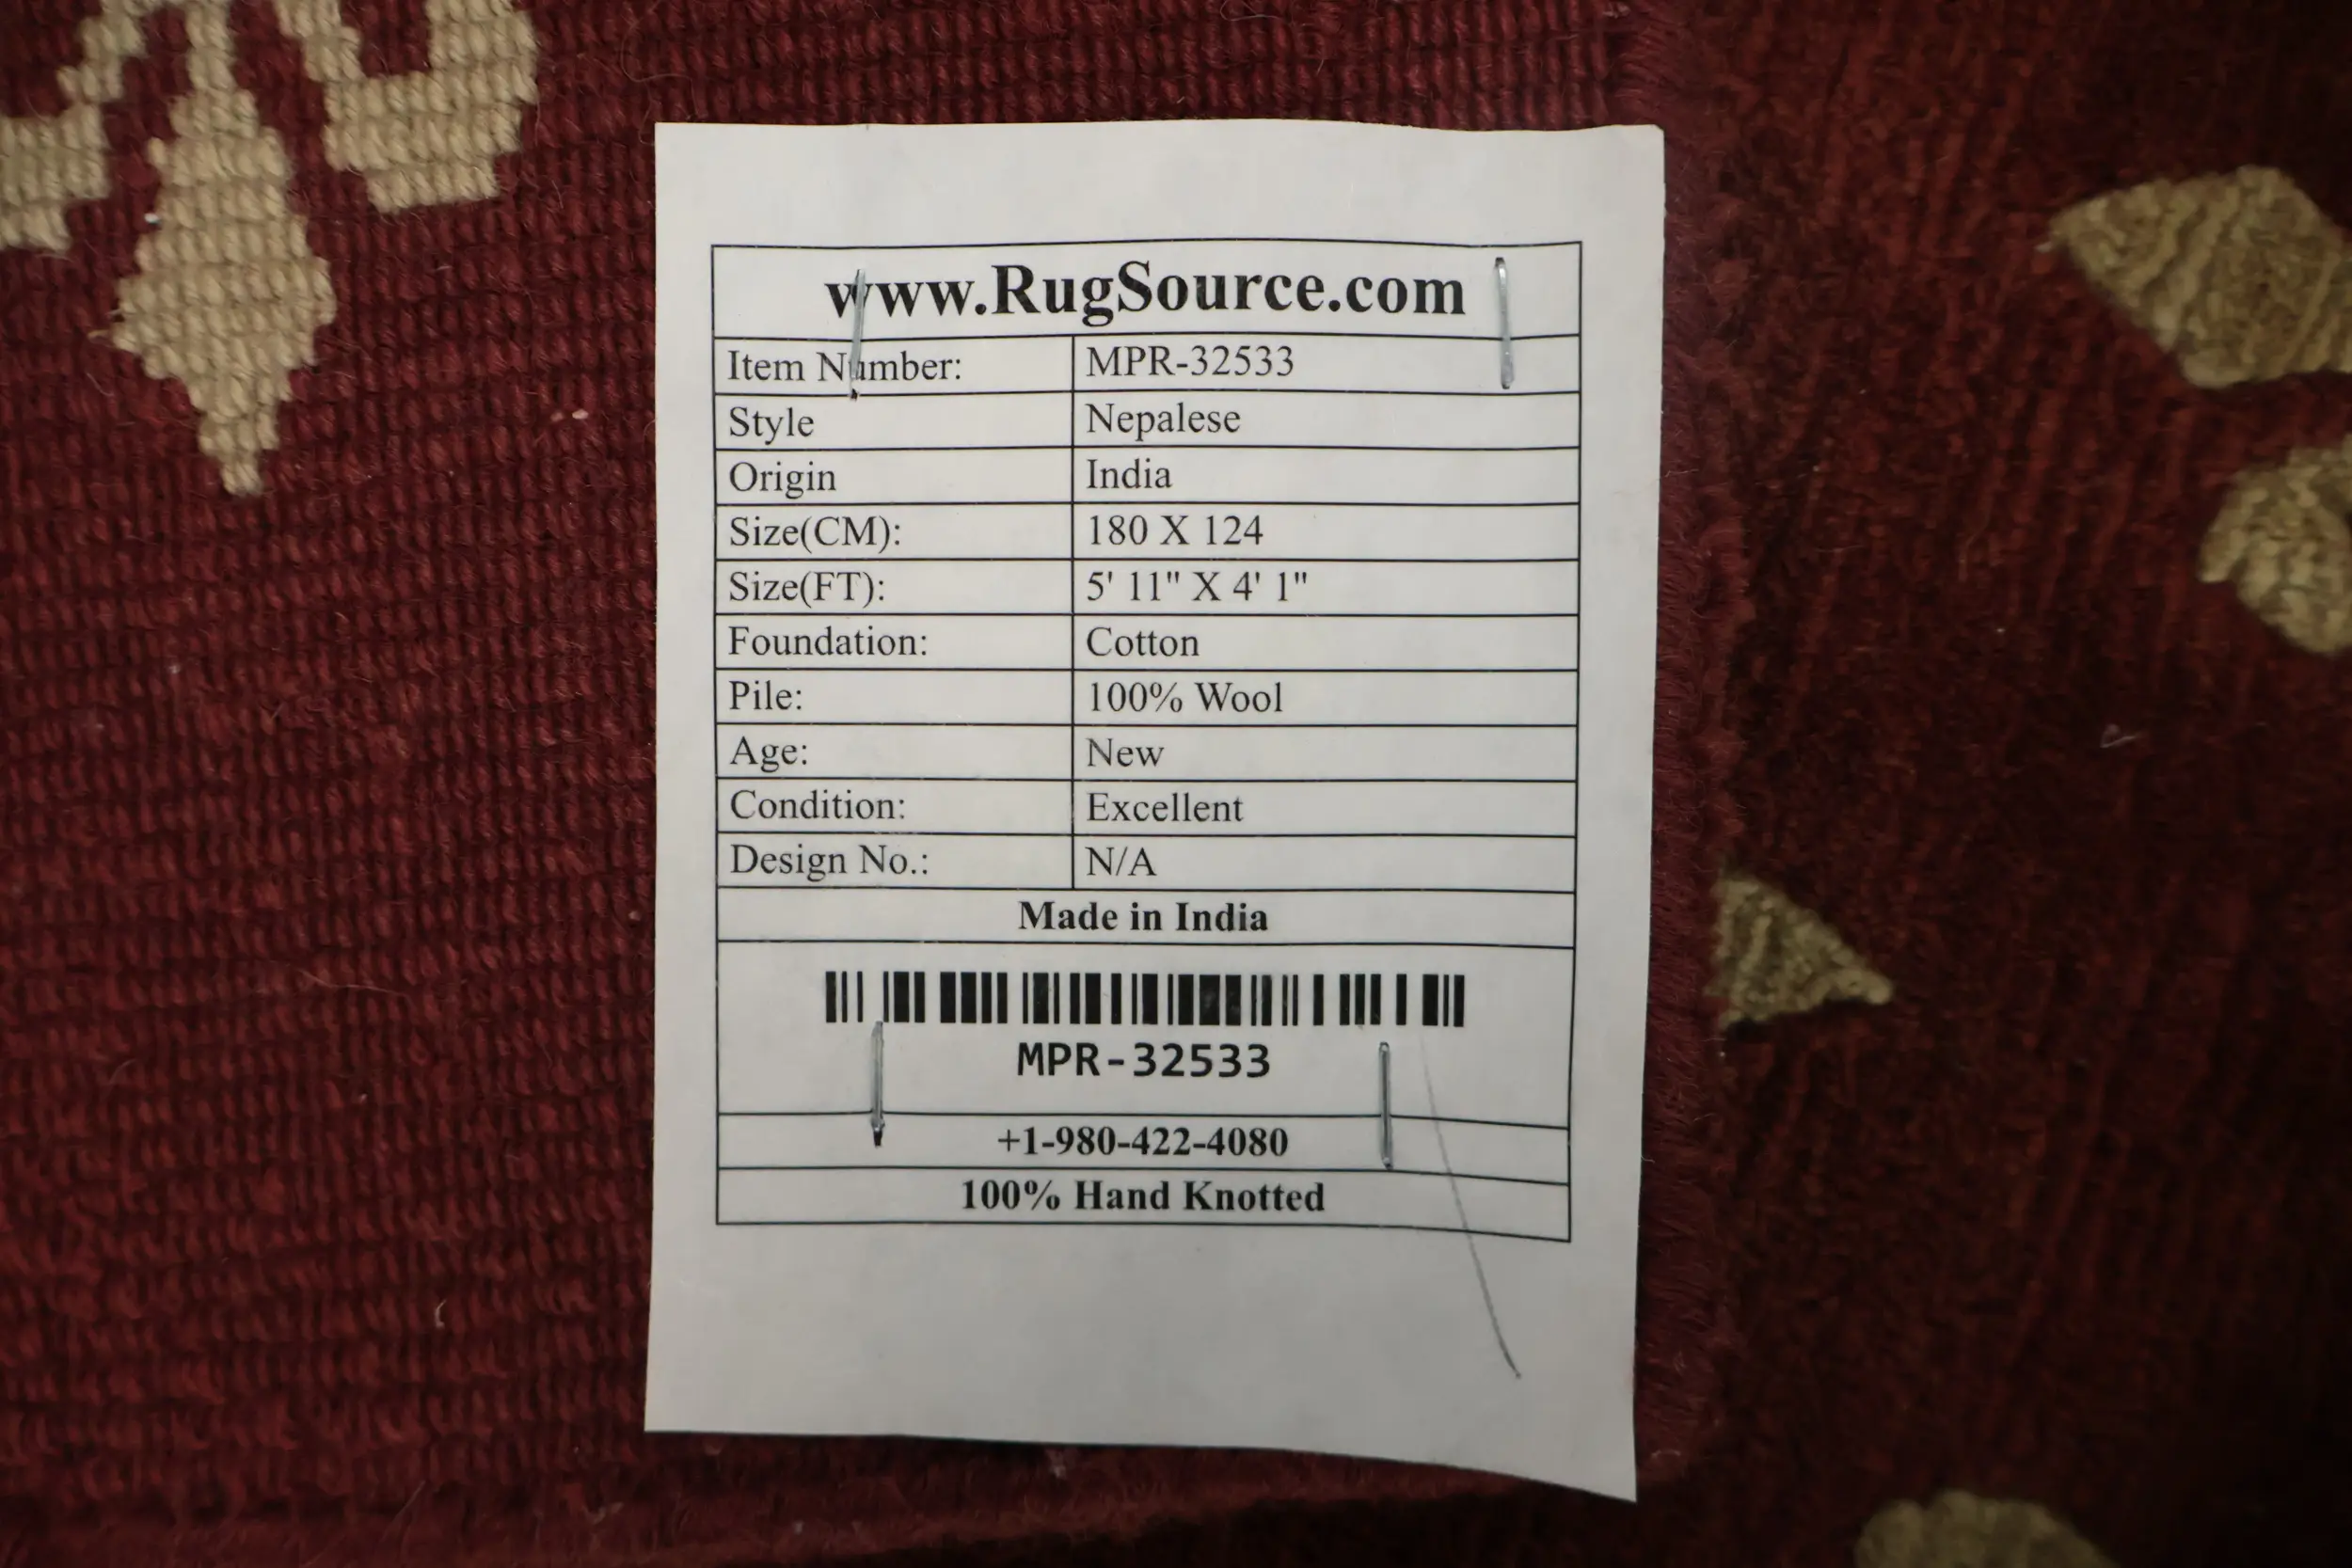 www.RugSource.com
Item Number: MPR-32533
Style Nepalese
Origin India
Size(CM): 180 X 124
Size(FT): 5' 11" X 4' 1"
Foundation: Cotton
Pile: 100% Wool
Age: New
Condition: Excellent
Design No.: N/A
Made in India
MPR-32533
+1-980-422-4080
100% Hand Knotted